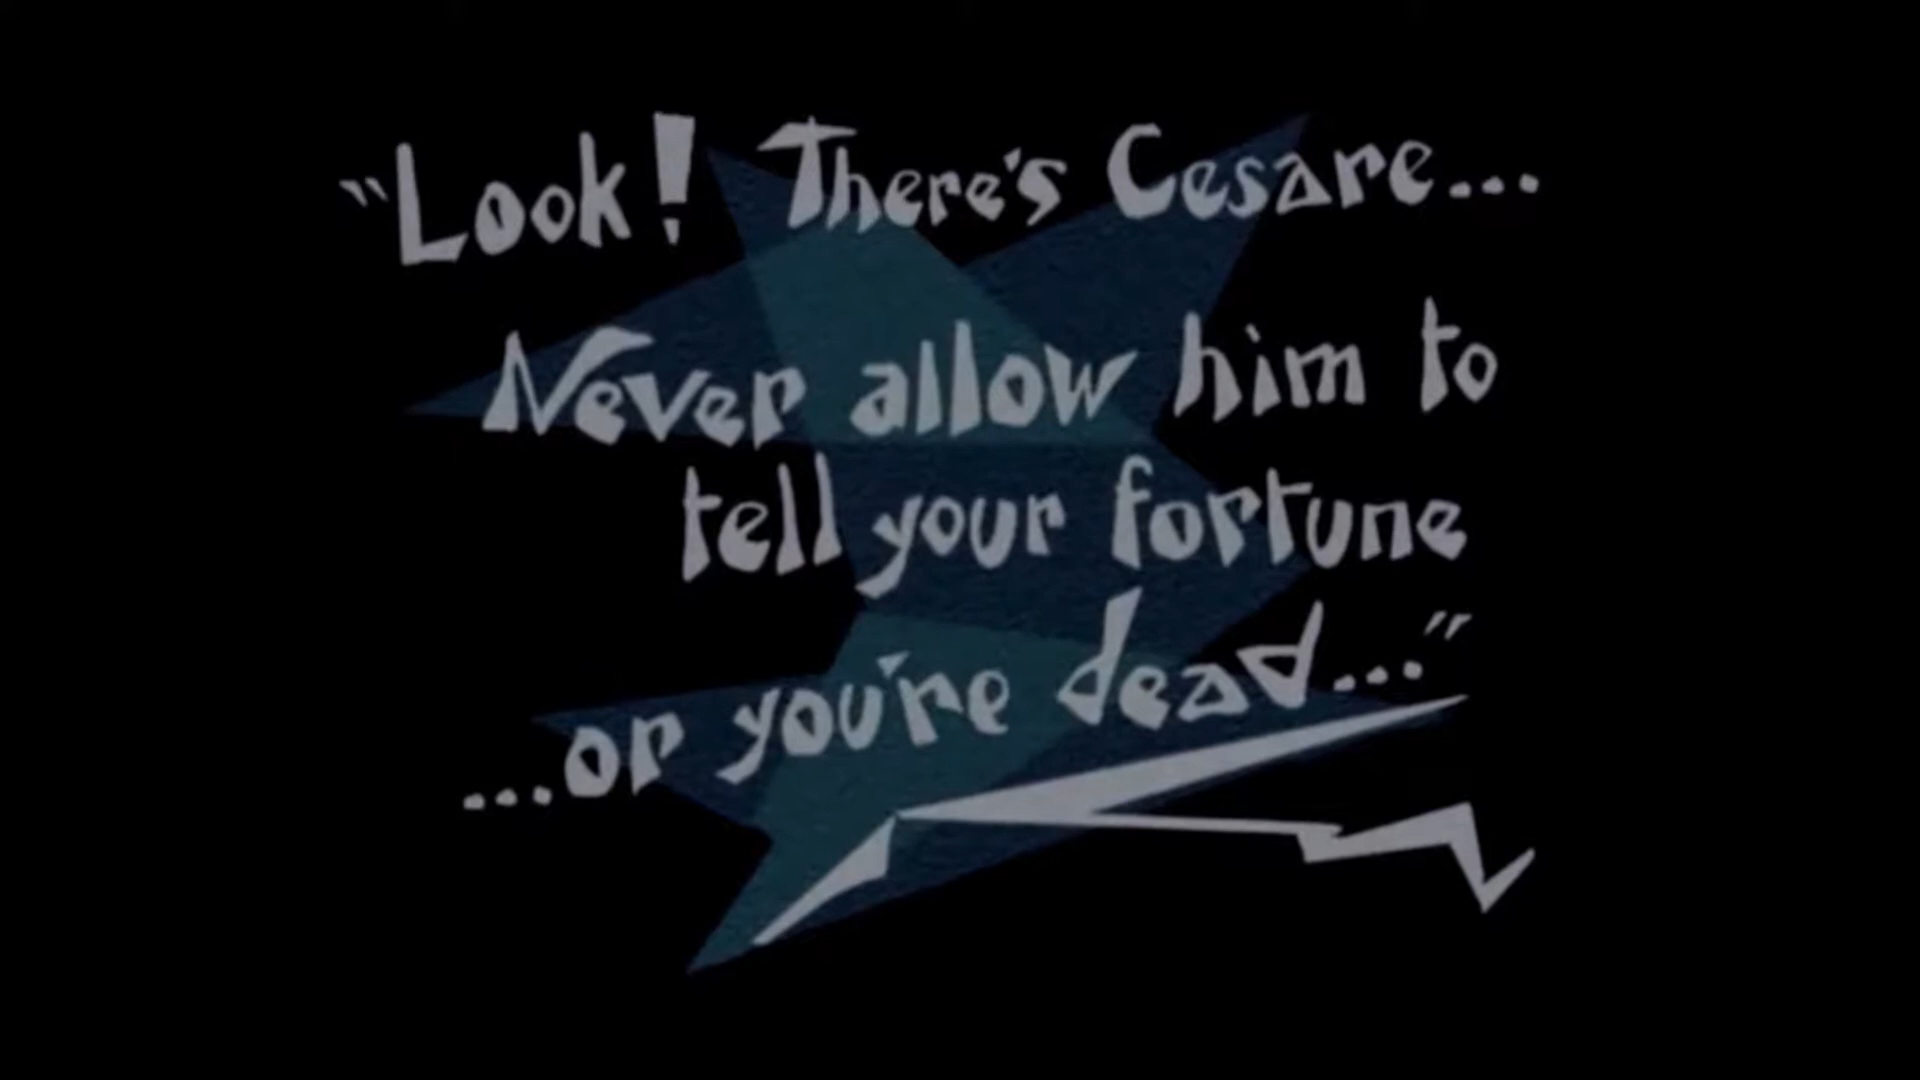 “Look! There's Cesare...
Never allow him to
tell your fortune
...or you're dead...”